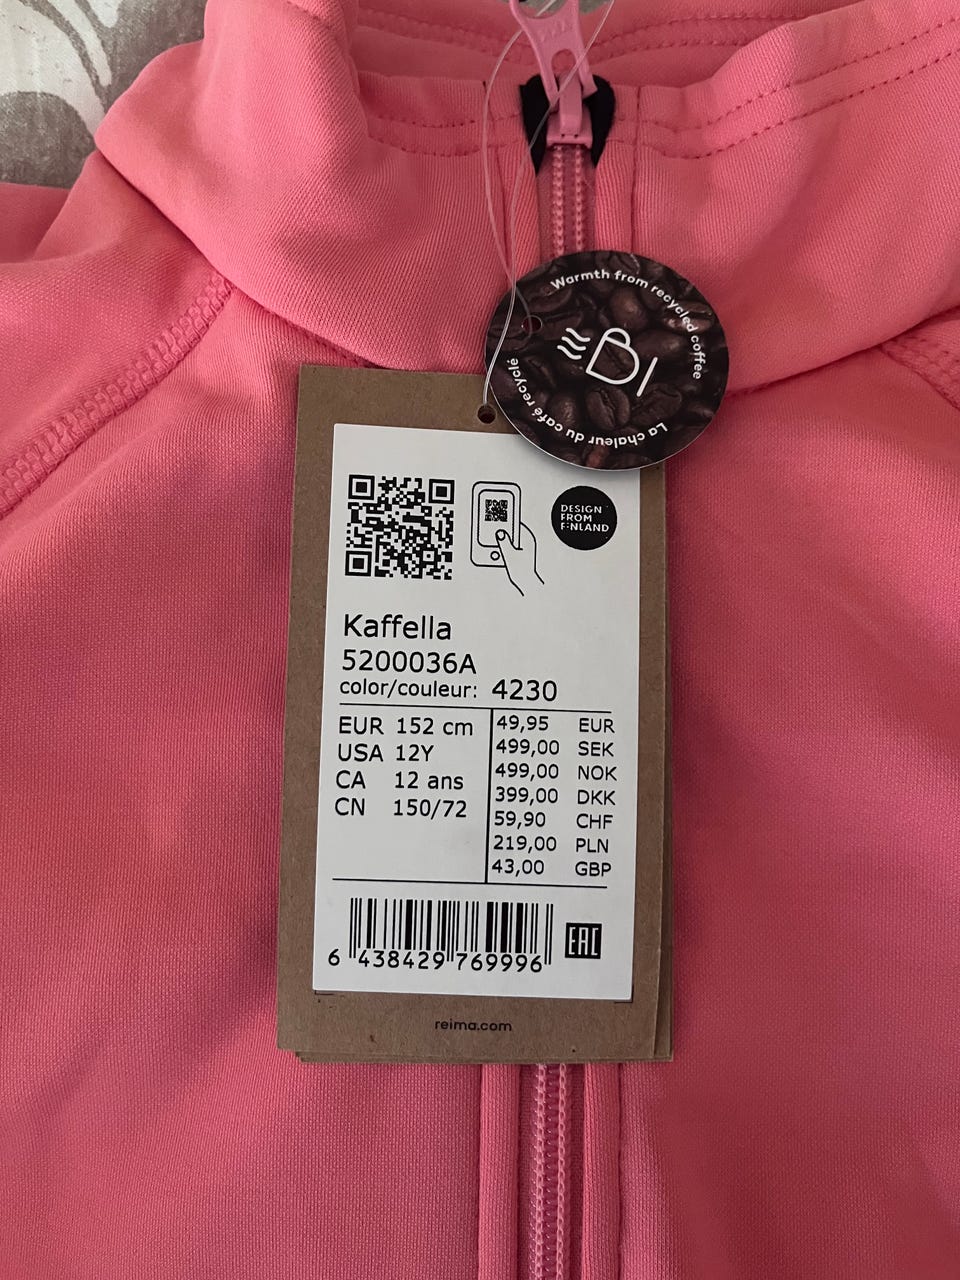 Warmth from recycled coffee
La chaleur du café recyclé
DESIGN
FROM
FINLAND
Kaffella
5200036A
color/couleur: 4230
EUR 152 cm
USA 12Y
CA 12 ans
CN 150/72
49,95 EUR
499,00 SEK
499,00 NOK
399,00 DKK
59,90 CHF
219,00 PLN
43,00 GBP
6 438429 769996
EAC
reima.com